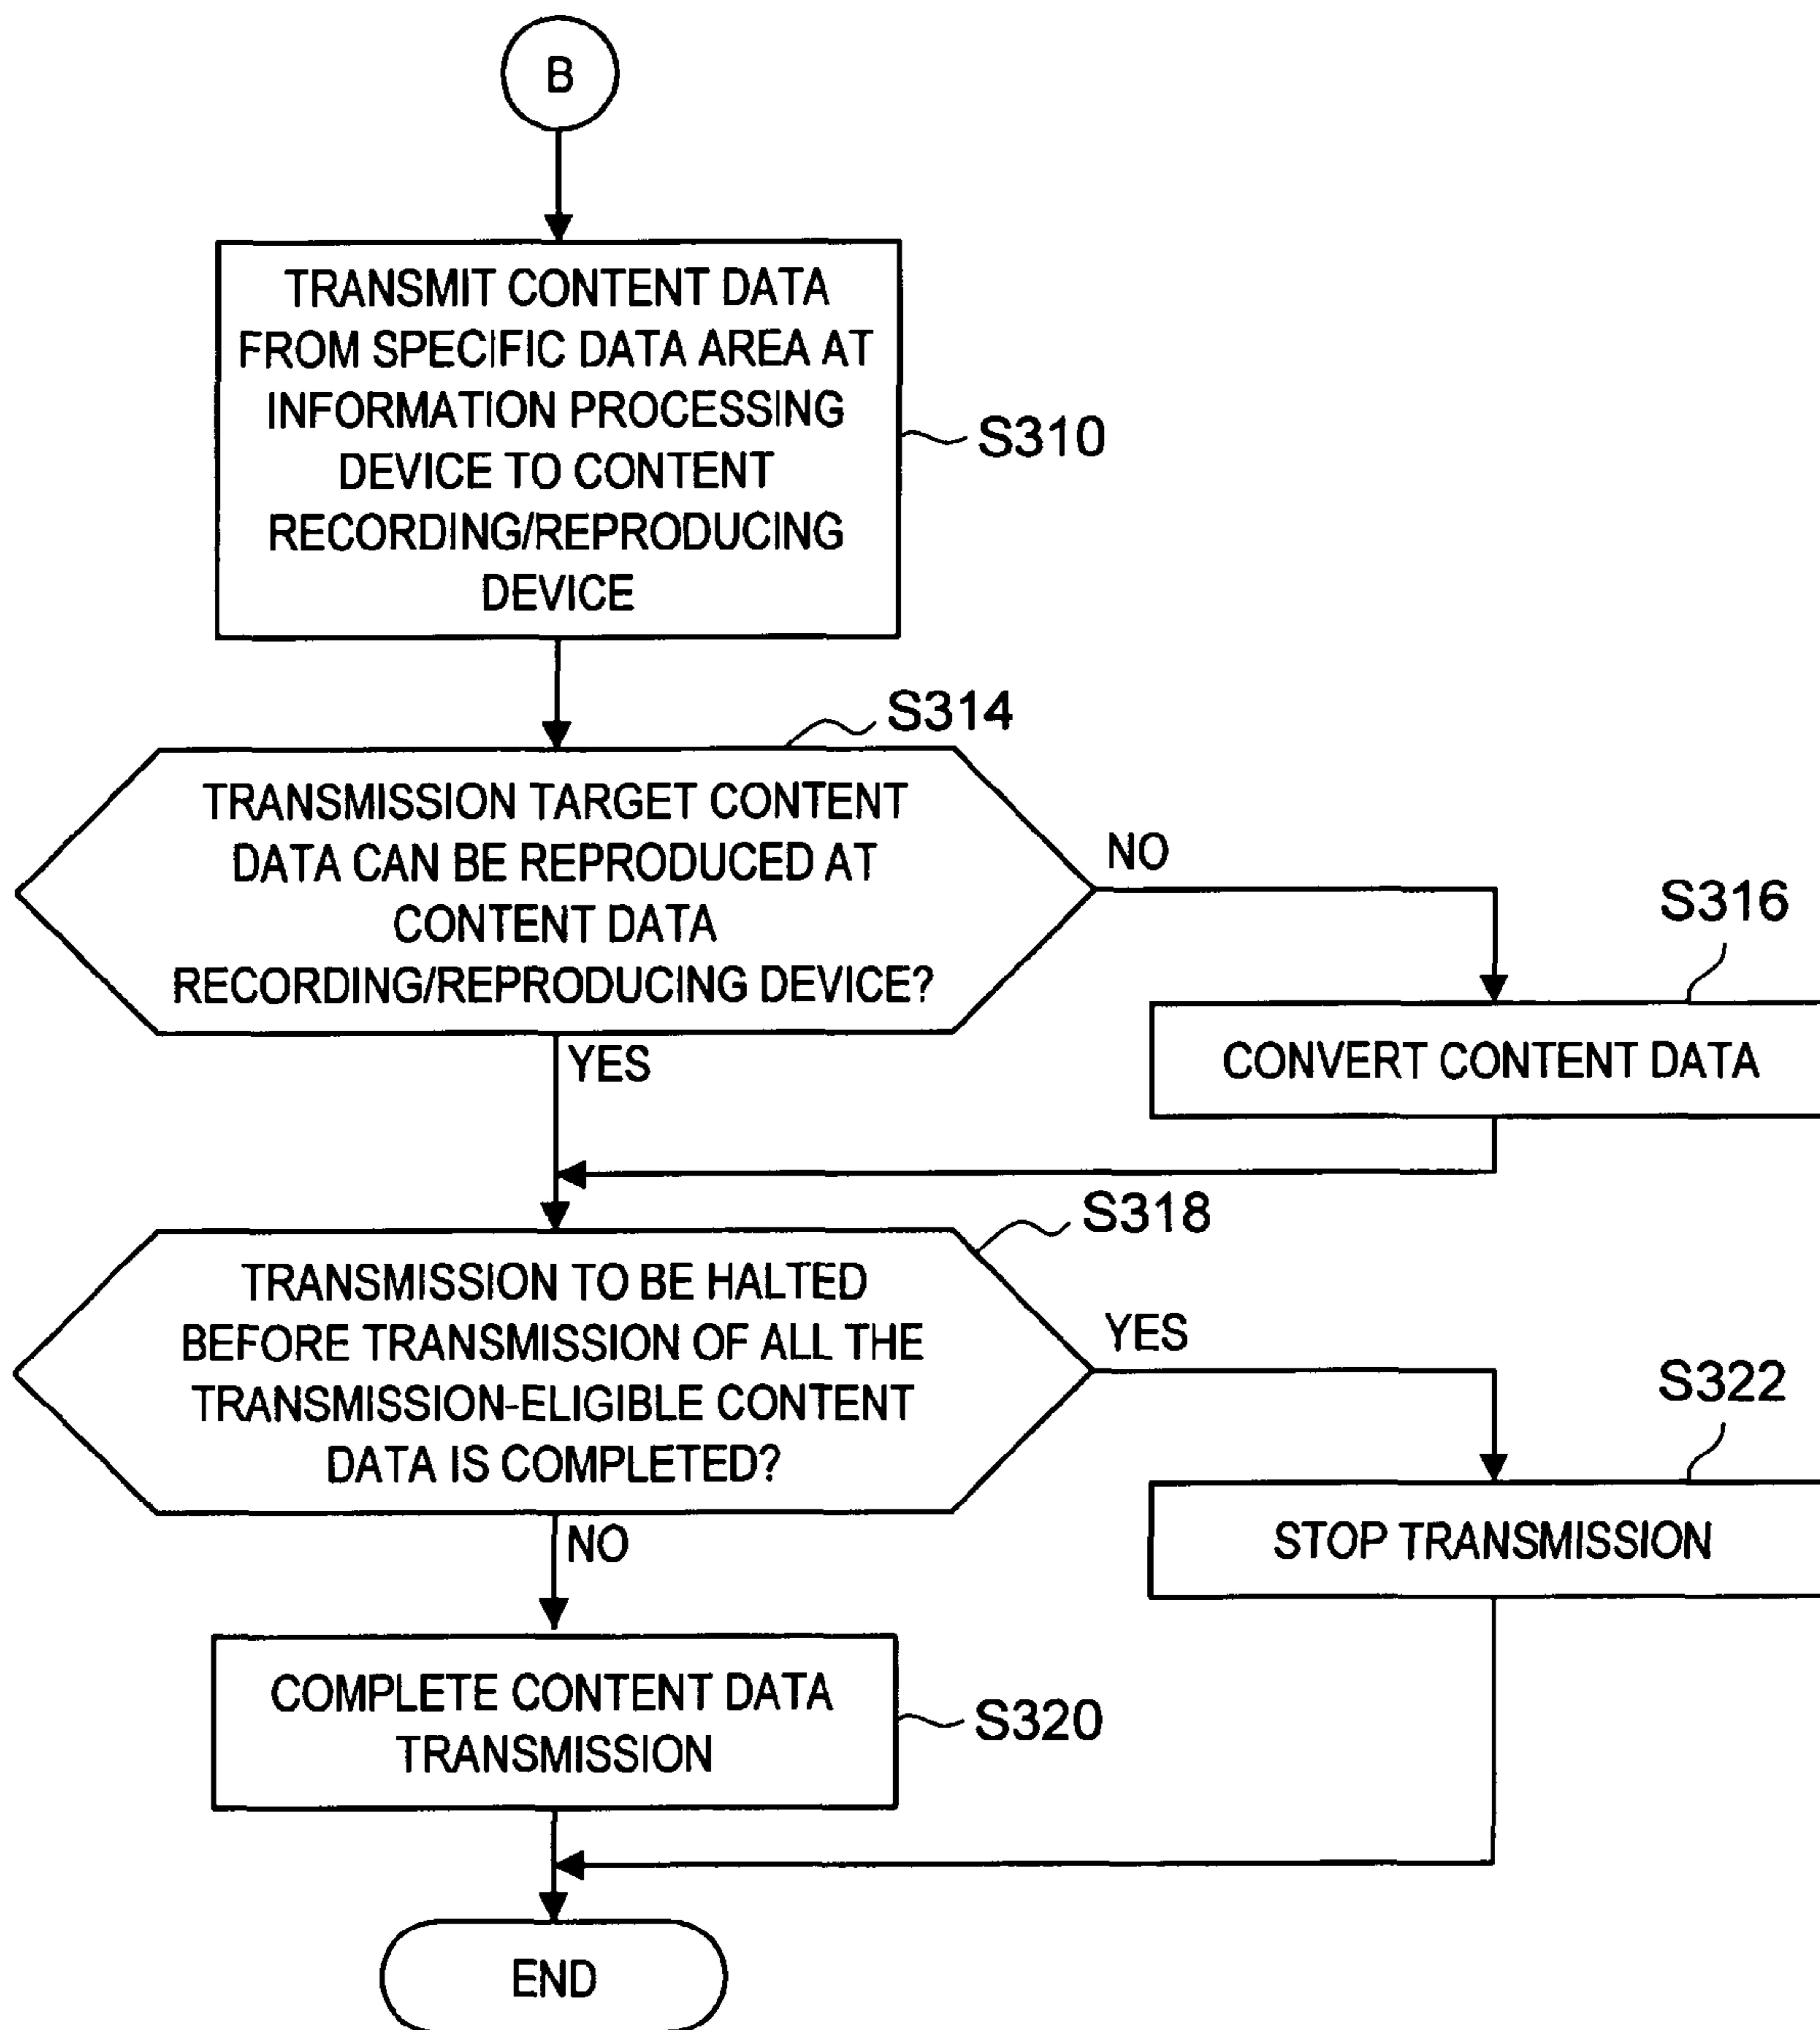 B
TRANSMIT CONTENT DATA
FROM SPECIFIC DATA AREA AT
INFORMATION PROCESSING
DEVICE TO CONTENT
RECORDING/REPRODUCING
DEVICE
S310
S314
TRANSMISSION TARGET CONTENT
DATA CAN BE REPRODUCED AT
CONTENT DATA
RECORDING/REPRODUCING DEVICE?
NO
YES
S316
CONVERT CONTENT DATA
S318
TRANSMISSION TO BE HALTED
BEFORE TRANSMISSION OF ALL THE
TRANSMISSION-ELIGIBLE CONTENT
DATA IS COMPLETED?
YES
NO
S322
STOP TRANSMISSION
COMPLETE CONTENT DATA
TRANSMISSION
S320
END